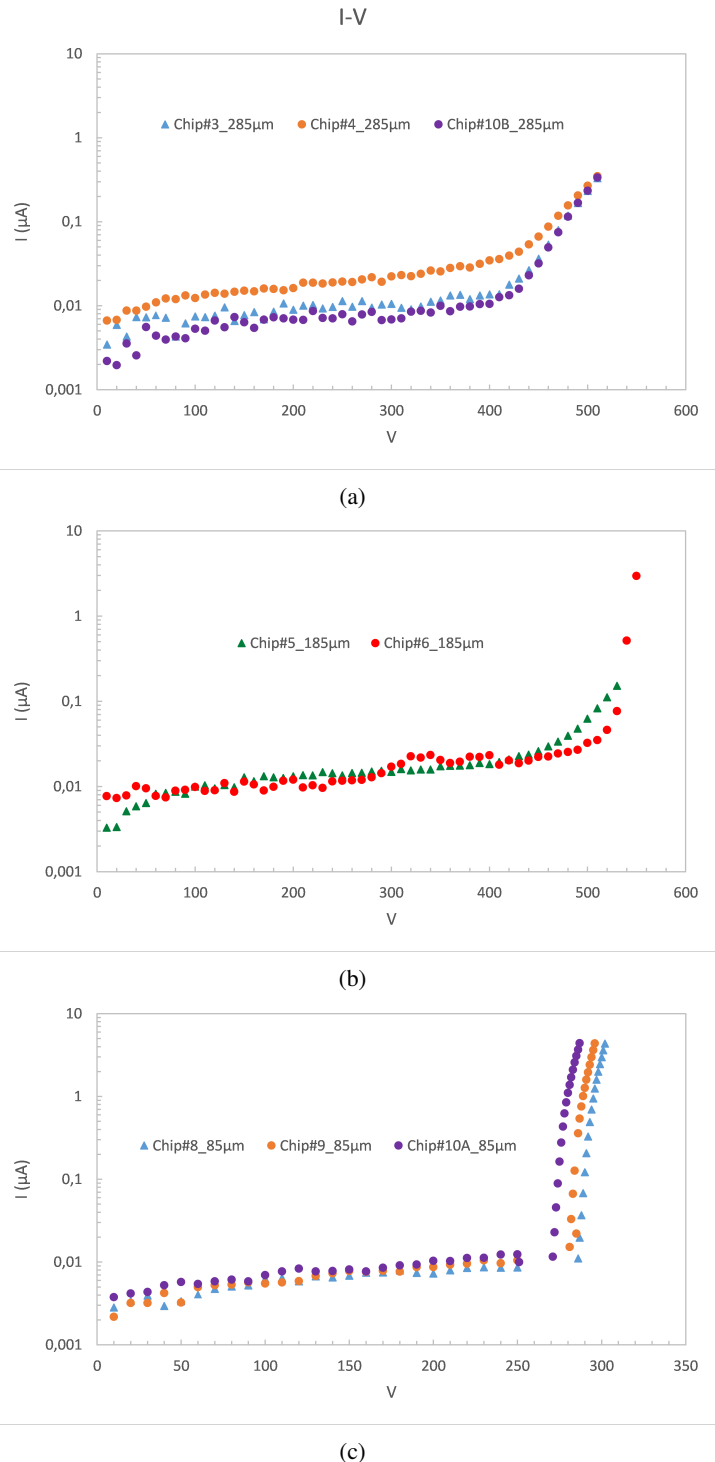 I-V
10
1
0,1
0,01
0,001
I (µA)
Chip#3_285µm Chip#4_285µm Chip#10B_285µm
0 100 200 300 400 500 600
V
(a)
10
1
0,1
0,01
0,001
I (µA)
Chip#5_185µm Chip#6_185µm
0 100 200 300 400 500 600
V
(b)
10
1
0,1
0,01
0,001
I (µA)
Chip#8_85µm Chip#9_85µm Chip#10A_85µm
0 50 100 150 200 250 300 350
V
(c)